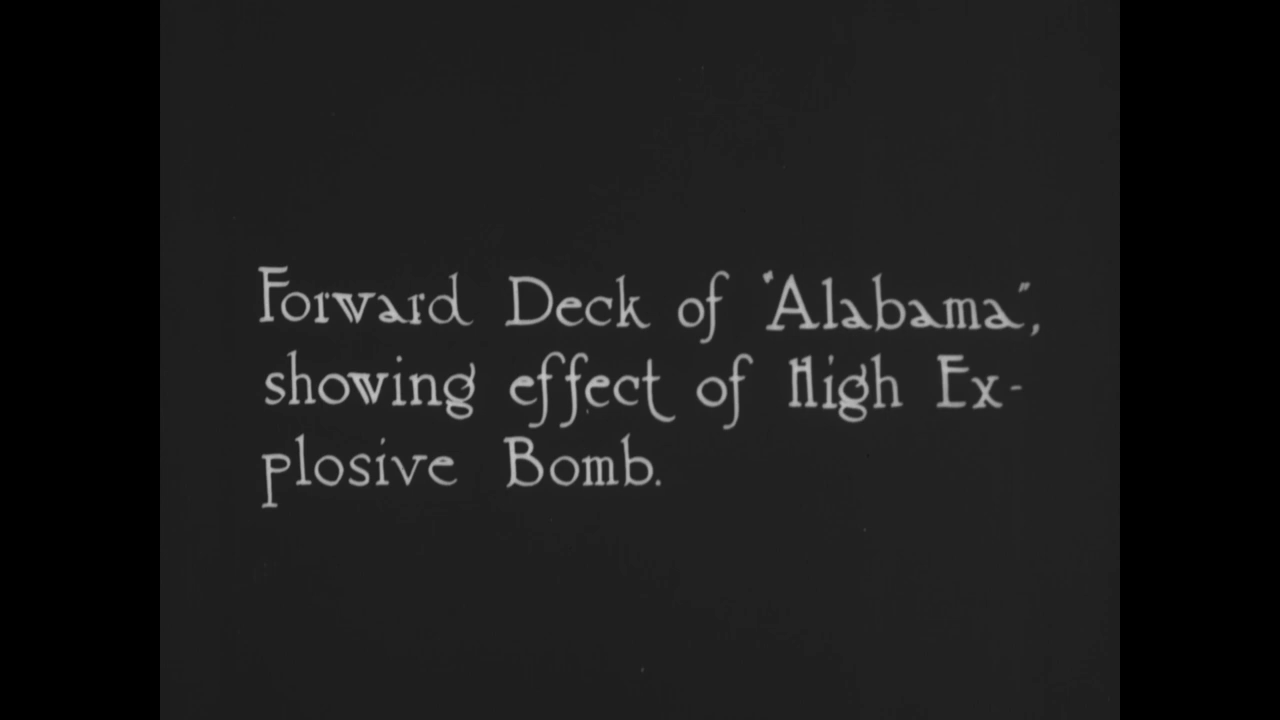 Forward Deck of "Alabama",
showing effect of High Ex-
plosive Bomb.